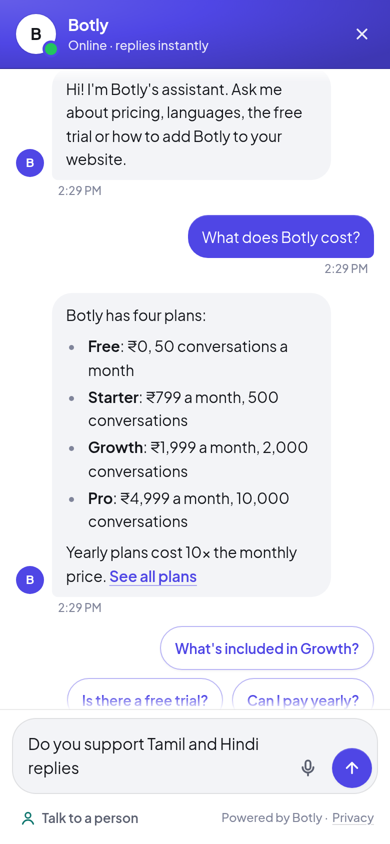 B
Botly
Online · replies instantly
Hi! I'm Botly's assistant. Ask me
about pricing, languages, the free
trial or how to add Botly to your
website.
B
2:29 PM
What does Botly cost?
2:29 PM
Botly has four plans:
• Free: ₹0, 50 conversations a
month
• Starter: ₹799 a month, 500
conversations
• Growth: ₹1,999 a month, 2,000
conversations
• Pro: ₹4,999 a month, 10,000
conversations
Yearly plans cost 10× the monthly
price. See all plans
B
2:29 PM
What's included in Growth?
Is there a free trial?
Can I pay yearly?
Do you support Tamil and Hindi
replies
Talk to a person
Powered by Botly · Privacy